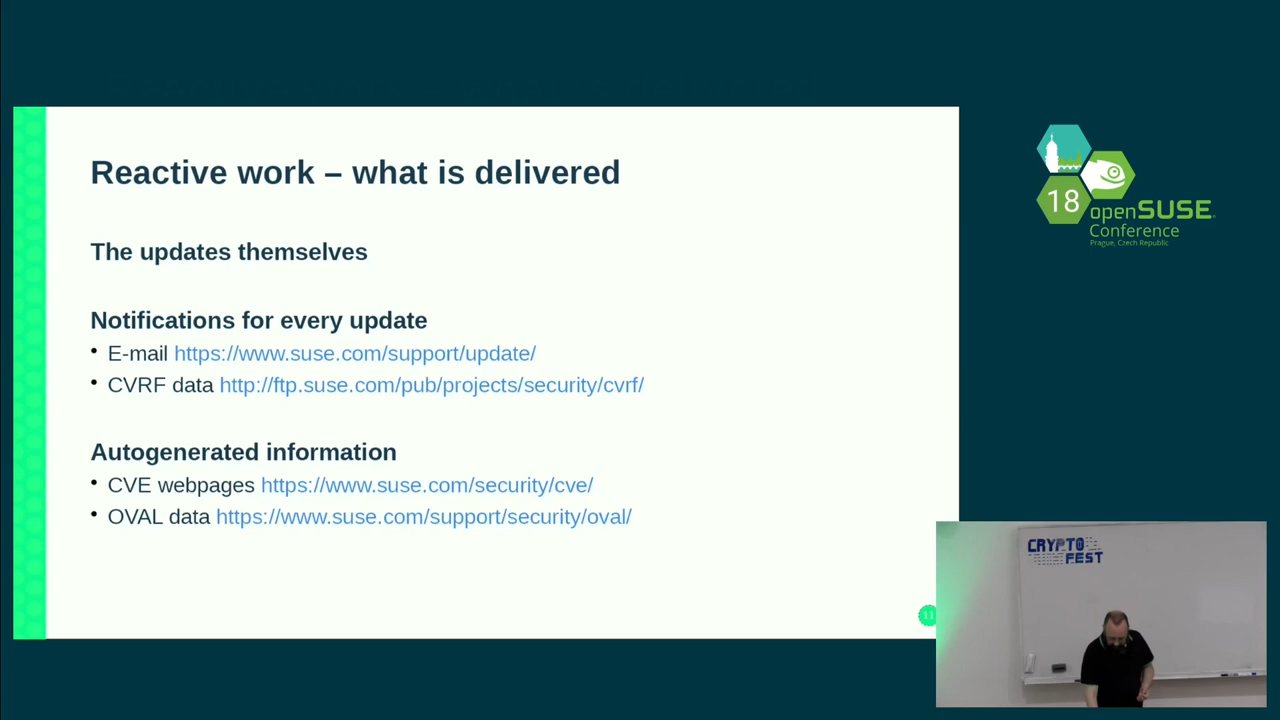 Reactive work – what is delivered
The updates themselves
Notifications for every update
• E-mail https://www.suse.com/support/update/
• CVRF data http://ftp.suse.com/pub/projects/security/cvrf/
Autogenerated information
• CVE webpages https://www.suse.com/security/cve/
• OVAL data https://www.suse.com/support/security/oval/
11
18
openSUSE
Conference
Prague, Czech Republic
CRYPTO
FEST